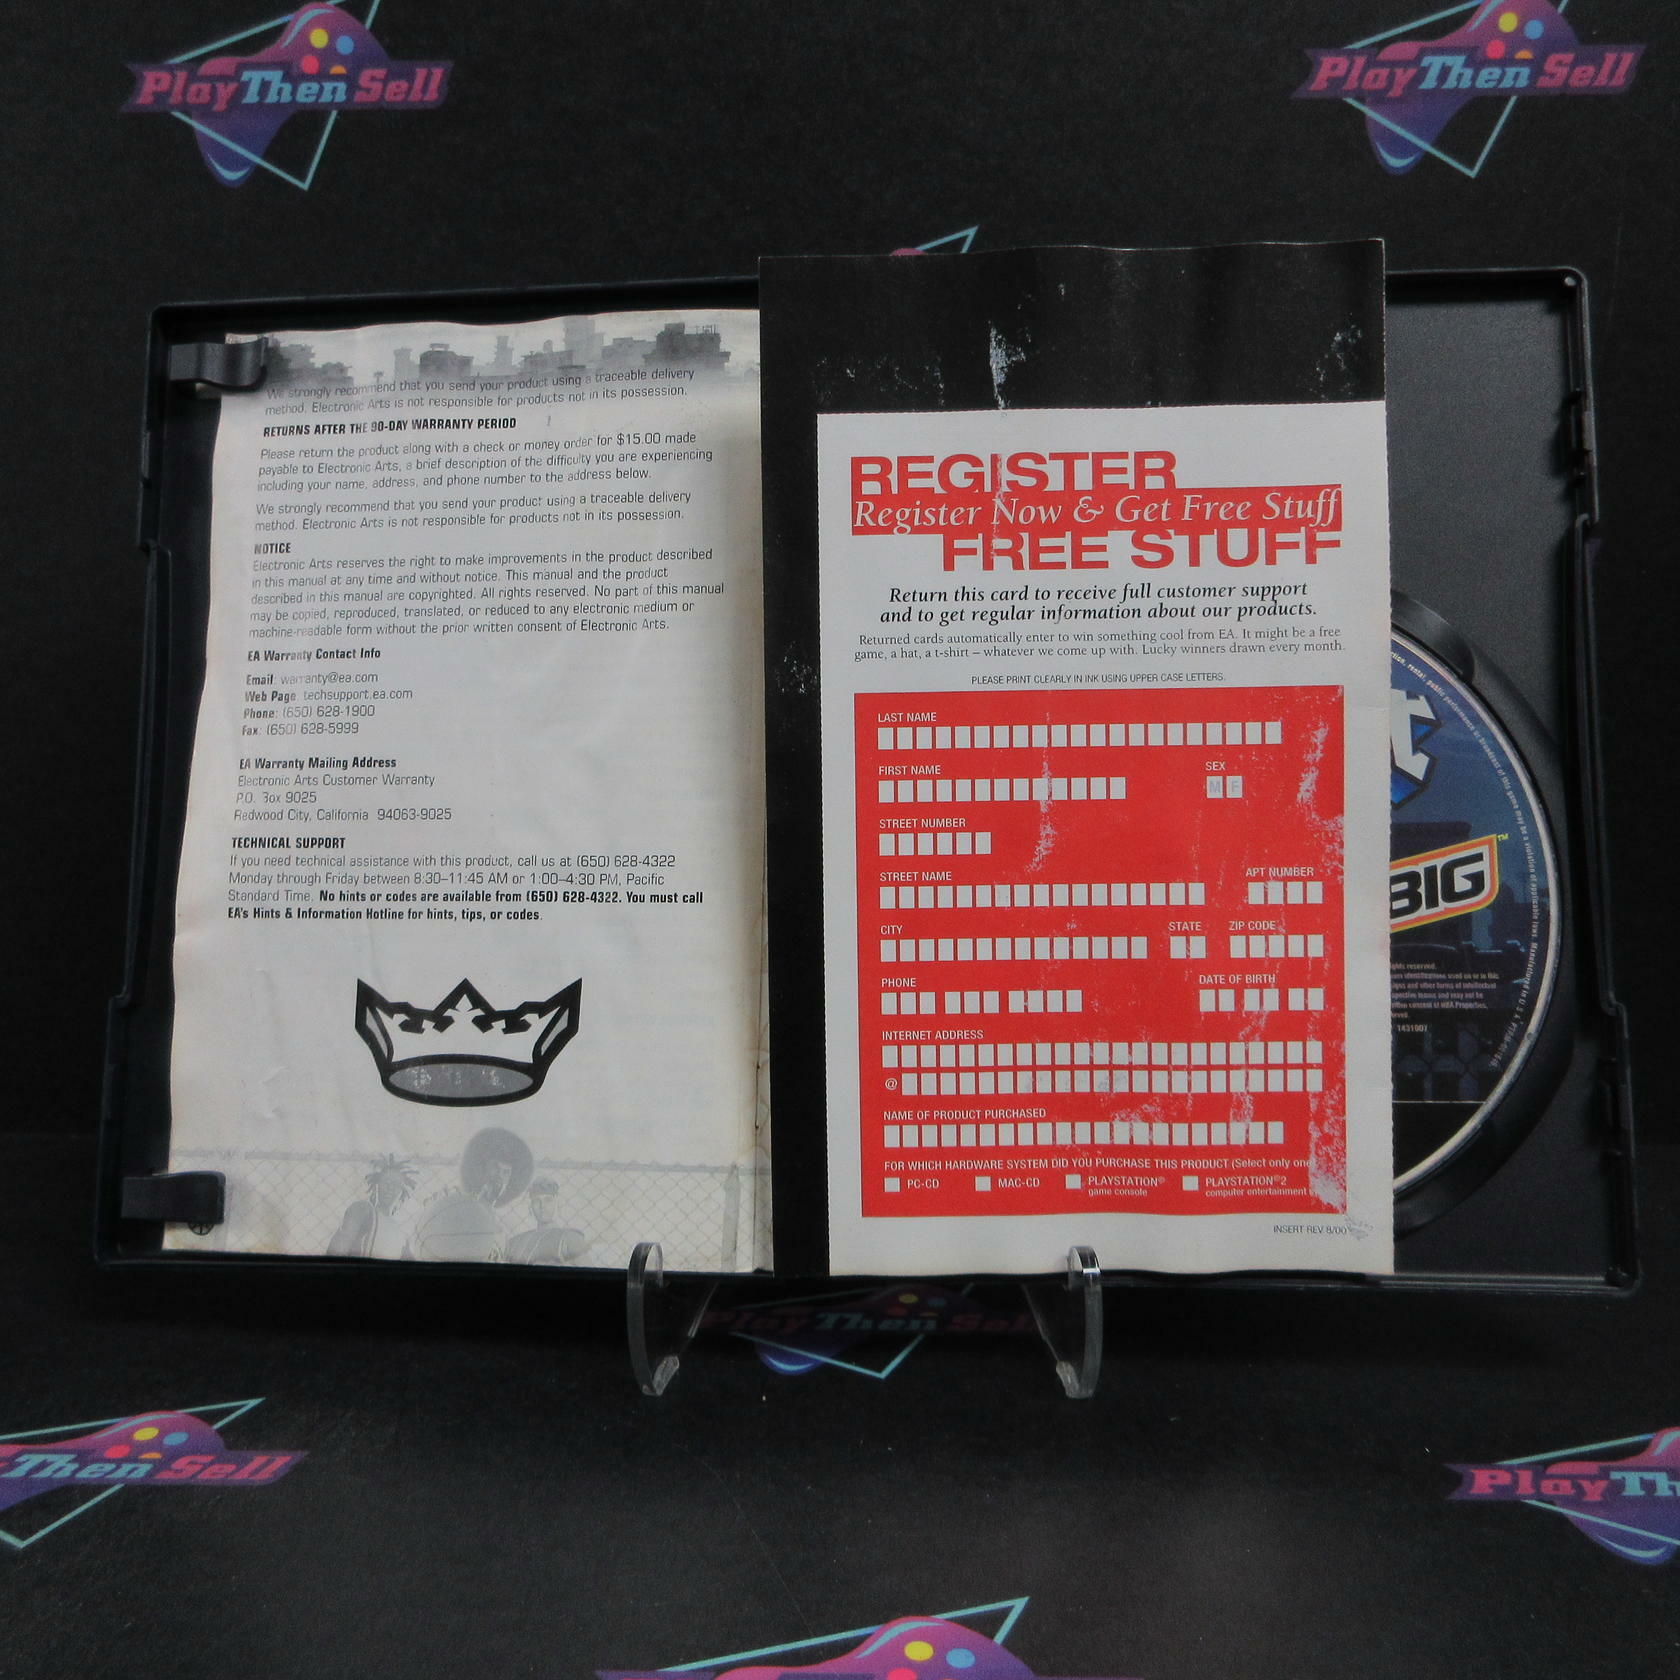 Play Then Sell
Play Then Sell
We strongly recommend that you send your product using a traceable delivery
method. Electronic Arts is not responsible for products not in its possession.
RETURNS AFTER THE 90-DAY WARRANTY PERIOD
Please return the product along with a check or money order for $15.00 made
payable to Electronic Arts, a brief description of the difficulty you are experiencing
including your name, address, and phone number to the address below.
We strongly recommend that you send your product using a traceable delivery
method. Electronic Arts is not responsible for products not in its possession.
NOTICE
Electronic Arts reserves the right to make improvements in the product described
in this manual at any time and without notice. This manual and the product
described in this manual are copyrighted. All rights reserved. No part of this manual
may be copied, reproduced, translated, or reduced to any electronic medium or
machine-readable form without the prior written consent of Electronic Arts.
EA Warranty Contact Info
Email: warranty@ea.com
Web Page: techsupport.ea.com
Phone: (650) 628-1900
Fax: (650) 628-5999
EA Warranty Mailing Address
Electronic Arts Customer Warranty
P.O. Box 9025
Redwood City, California 94063-9025
TECHNICAL SUPPORT
If you need technical assistance with this product, call us at (650) 628-4322
Monday through Friday between 8:30–11:45 AM or 1:00–4:30 PM, Pacific
Standard Time. No hints or codes are available from (650) 628-4322. You must call
EA's Hints & Information Hotline for hints, tips, or codes.
REGISTER
Register Now & Get Free Stuff
FREE STUFF
Return this card to receive full customer support
and to get regular information about our products.
Returned cards automatically enter to win something cool from EA. It might be a free
game, a hat, a t-shirt – whatever we come up with. Lucky winners drawn every month.
PLEASE PRINT CLEARLY IN INK USING UPPER CASE LETTERS.
LAST NAME
FIRST NAME SEX
M F
STREET NUMBER
STREET NAME APT NUMBER
CITY STATE ZIP CODE
PHONE DATE OF BIRTH
INTERNET ADDRESS
@
NAME OF PRODUCT PURCHASED
FOR WHICH HARDWARE SYSTEM DID YOU PURCHASE THIS PRODUCT (Select only one
PC-CD MAC-CD PLAYSTATION® PLAYSTATION®2
game console computer entertainment
INSERT REV 8/00
BIG™
rights reserved.
1431907
Play Then Sell
Then Sell
Play Th